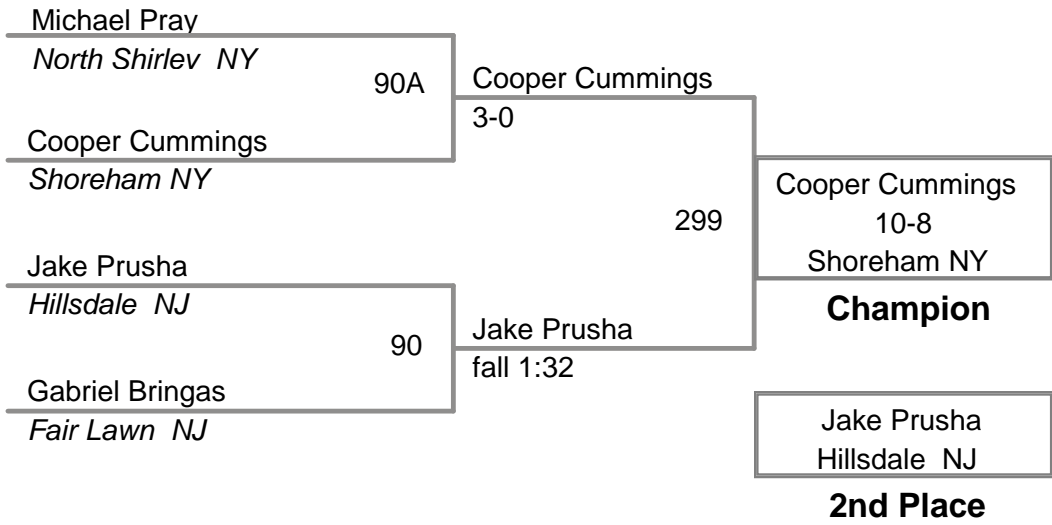 Michael Pray
North Shirley NY
90A
Cooper Cummings
3-0
Cooper Cummings
Shoreham NY
299
Cooper Cummings
10-8
Shoreham NY
Champion
Jake Prusha
Hillsdale NJ
90
Jake Prusha
fall 1:32
Gabriel Bringas
Fair Lawn NJ
Jake Prusha
Hillsdale NJ
2nd Place